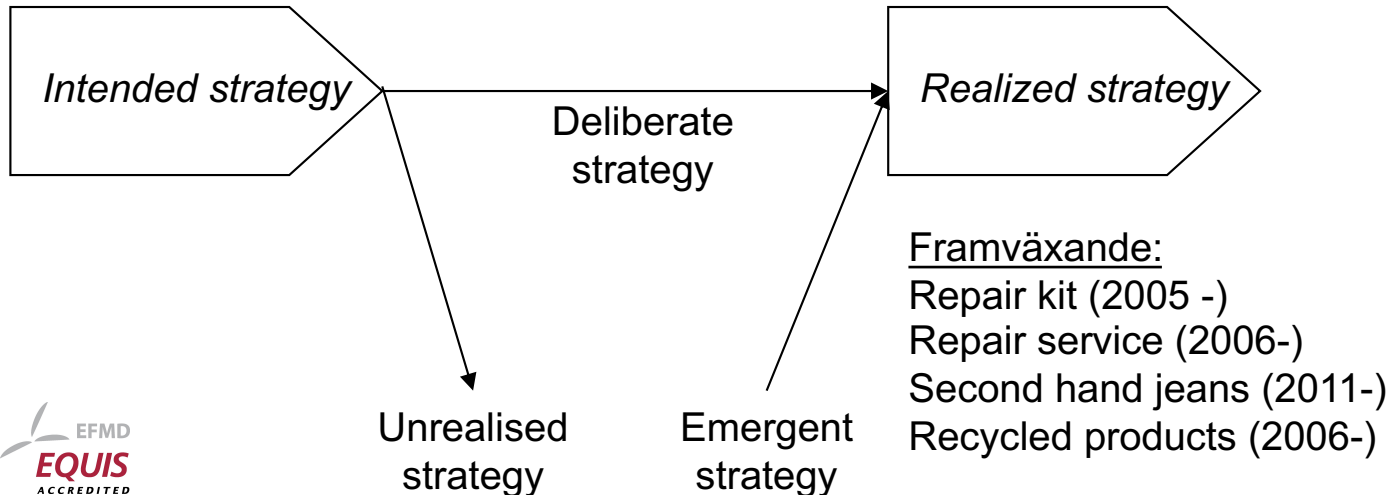 Intended strategy
Realized strategy
Deliberate
strategy
Framväxande:
Repair kit (2005 -)
Repair service (2006-)
Second hand jeans (2011-)
Recycled products (2006-)
Unrealised
strategy
Emergent
strategy
EFMD
EQUIS
ACCREDITED